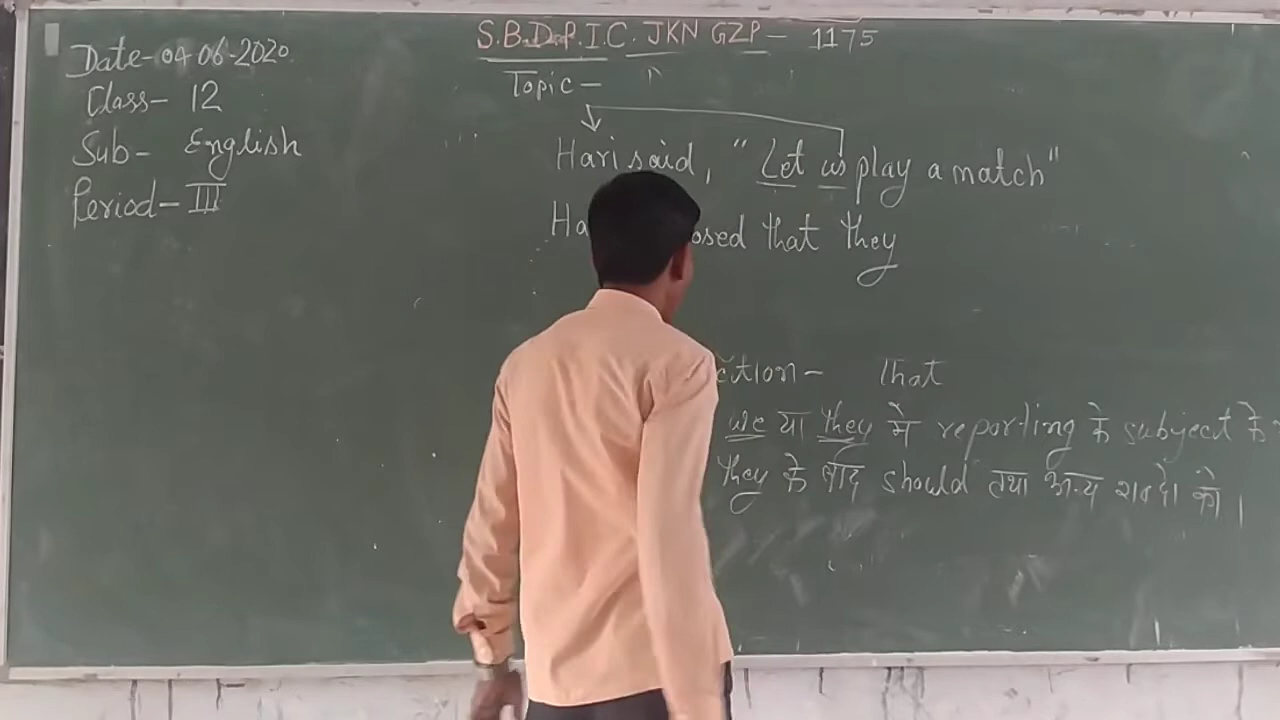 S.B.D.P.I.C. JKN GZP - 1175
Date- 04-06-2020
Class- 12
Sub- English
Period- III
Topic -
Hari said, "Let us play a match"
Ha osed that they
ction - that
we या they में reporting के subject के
they के बाद should तथा अन्य शब्दो को।